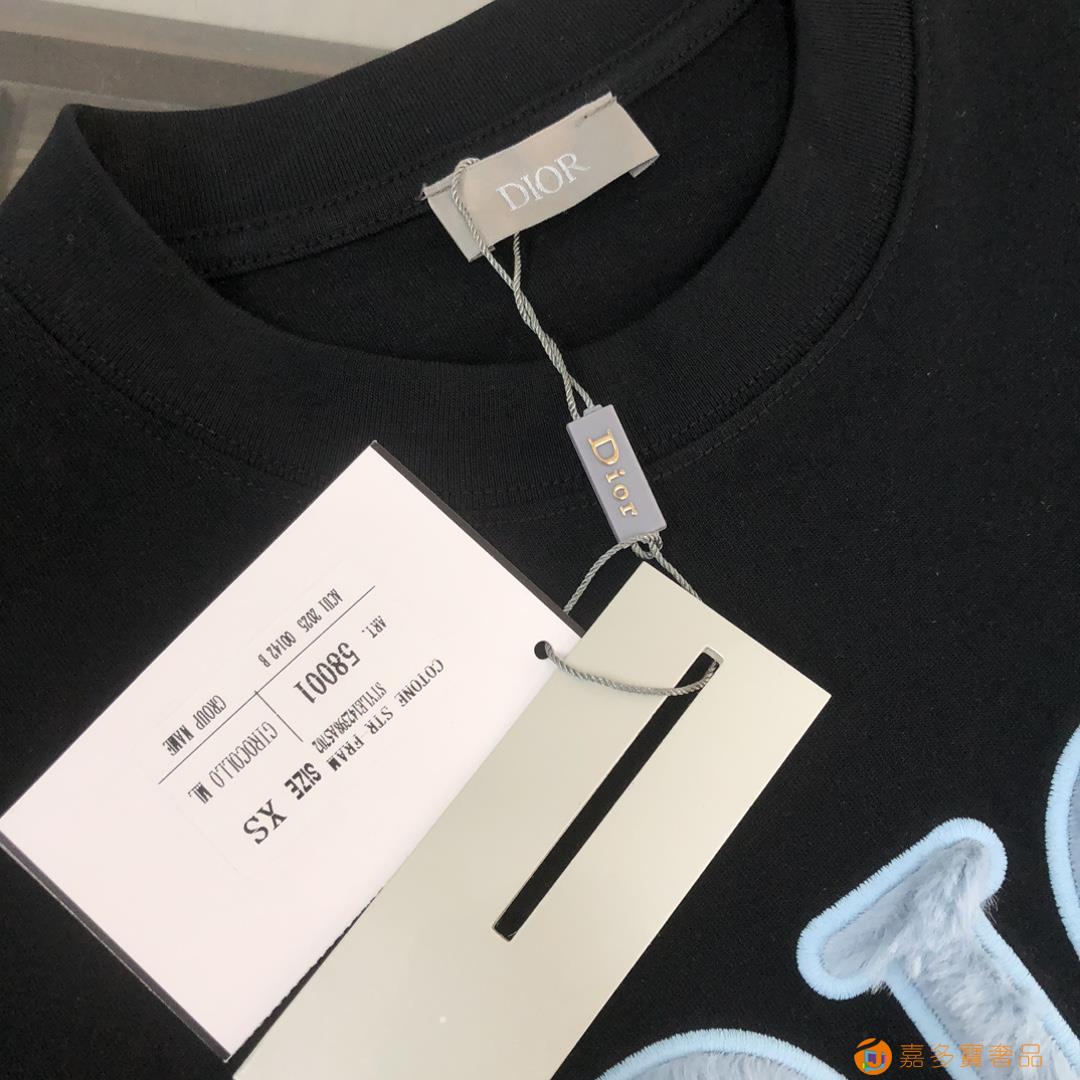 DIOR
Dior
ACU1 2025 00142 B
ART. 58001
COTONE STR FRAM
GROUP NAME
GIROCOLLO ML.
SIZE XS
嘉多寶奢品